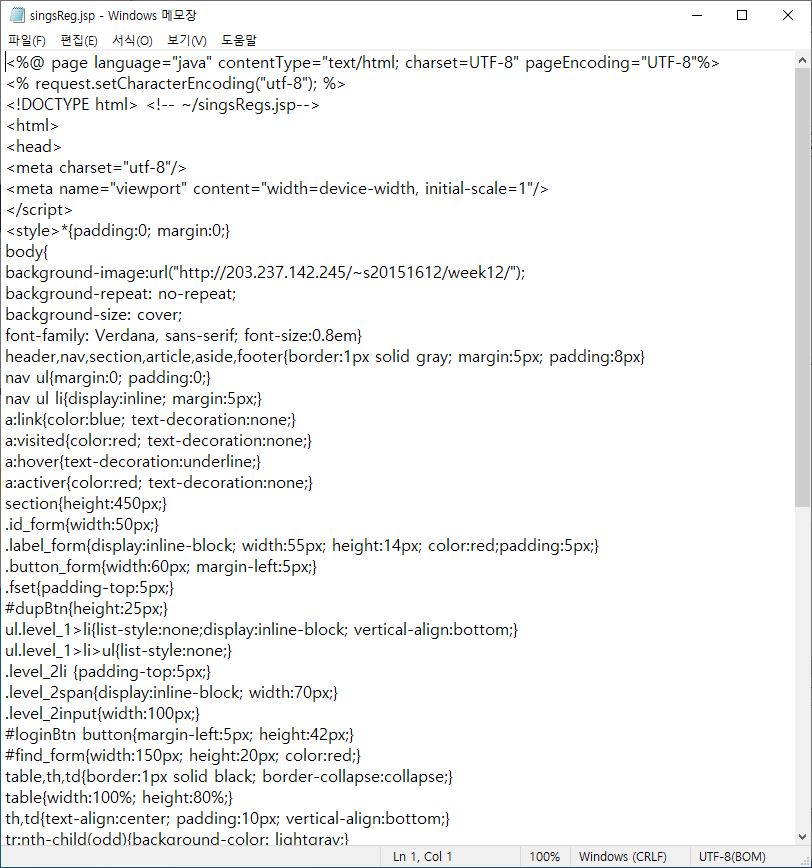 singsReg.jsp - Windows 메모장
파일(F) 편집(E) 서식(O) 보기(V) 도움말
<%@ page language="java" contentType="text/html; charset=UTF-8" pageEncoding="UTF-8"%>
<% request.setCharacterEncoding("utf-8"); %>
<!DOCTYPE html> <!-- ~/singsRegs.jsp-->
<html>
<head>
<meta charset="utf-8"/>
<meta name="viewport" content="width=device-width, initial-scale=1"/>
</script>
<style>*{padding:0; margin:0;}
body{
background-image:url("http://203.237.142.245/~s20151612/week12/");
background-repeat: no-repeat;
background-size: cover;
font-family: Verdana, sans-serif; font-size:0.8em}
header,nav,section,article,aside,footer{border:1px solid gray; margin:5px; padding:8px}
nav ul{margin:0; padding:0;}
nav ul li{display:inline; margin:5px;}
a:link{color:blue; text-decoration:none;}
a:visited{color:red; text-decoration:none;}
a:hover{text-decoration:underline;}
a:activer{color:red; text-decoration:none;}
section{height:450px;}
.id_form{width:50px;}
.label_form{display:inline-block; width:55px; height:14px; color:red;padding:5px;}
.button_form{width:60px; margin-left:5px;}
.fset{padding-top:5px;}
#dupBtn{height:25px;}
ul.level_1>li{list-style:none;display:inline-block; vertical-align:bottom;}
ul.level_1>li>ul{list-style:none;}
.level_2li {padding-top:5px;}
.level_2span{display:inline-block; width:70px;}
.level_2input{width:100px;}
#loginBtn button{margin-left:5px; height:42px;}
#find_form{width:150px; height:20px; color:red;}
table,th,td{border:1px solid black; border-collapse:collapse;}
table{width:100%; height:80%;}
th,td{text-align:center; padding:10px; vertical-align:bottom;}
tr:nth-child(odd){background-color: lightgray;}
Ln 1, Col 1 100% Windows (CRLF) UTF-8(BOM)